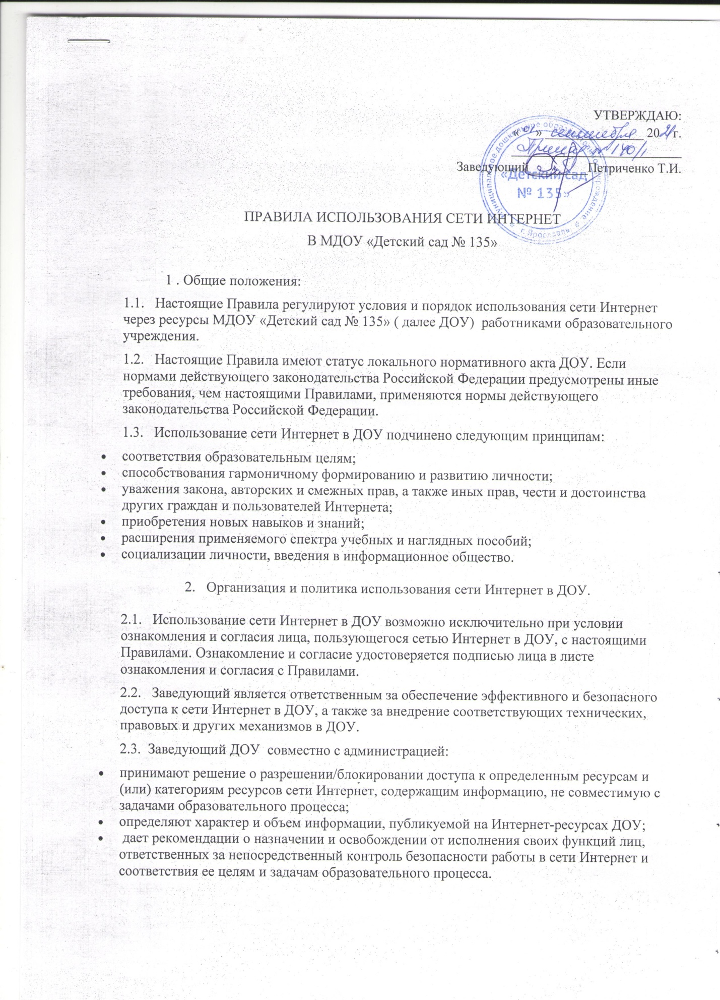 УТВЕРЖДАЮ:
«01» сентября 2021г.
Приказ № 140/1
Заведующий Петриченко Т.И.
Муниципальное дошкольное образовательное учреждение * г. Ярославль *
«Детский сад
№ 135»
ПРАВИЛА ИСПОЛЬЗОВАНИЯ СЕТИ ИНТЕРНЕТ
В МДОУ «Детский сад № 135»
1 . Общие положения:
1.1. Настоящие Правила регулируют условия и порядок использования сети Интернет
через ресурсы МДОУ «Детский сад № 135» ( далее ДОУ) работниками образовательного
учреждения.
1.2. Настоящие Правила имеют статус локального нормативного акта ДОУ. Если
нормами действующего законодательства Российской Федерации предусмотрены иные
требования, чем настоящими Правилами, применяются нормы действующего
законодательства Российской Федерации.
1.3. Использование сети Интернет в ДОУ подчинено следующим принципам:
• соответствия образовательным целям;
• способствования гармоничному формированию и развитию личности;
• уважения закона, авторских и смежных прав, а также иных прав, чести и достоинства
других граждан и пользователей Интернета;
• приобретения новых навыков и знаний;
• расширения применяемого спектра учебных и наглядных пособий;
• социализации личности, введения в информационное общество.
2. Организация и политика использования сети Интернет в ДОУ.
2.1. Использование сети Интернет в ДОУ возможно исключительно при условии
ознакомления и согласия лица, пользующегося сетью Интернет в ДОУ, с настоящими
Правилами. Ознакомление и согласие удостоверяется подписью лица в листе
ознакомления и согласия с Правилами.
2.2. Заведующий является ответственным за обеспечение эффективного и безопасного
доступа к сети Интернет в ДОУ, а также за внедрение соответствующих технических,
правовых и других механизмов в ДОУ.
2.3. Заведующий ДОУ совместно с администрацией:
• принимают решение о разрешении/блокировании доступа к определенным ресурсам и
(или) категориям ресурсов сети Интернет, содержащим информацию, не совместимую с
задачами образовательного процесса;
• определяют характер и объем информации, публикуемой на Интернет-ресурсах ДОУ;
• дает рекомендации о назначении и освобождении от исполнения своих функций лиц,
ответственных за непосредственный контроль безопасности работы в сети Интернет и
соответствия ее целям и задачам образовательного процесса.